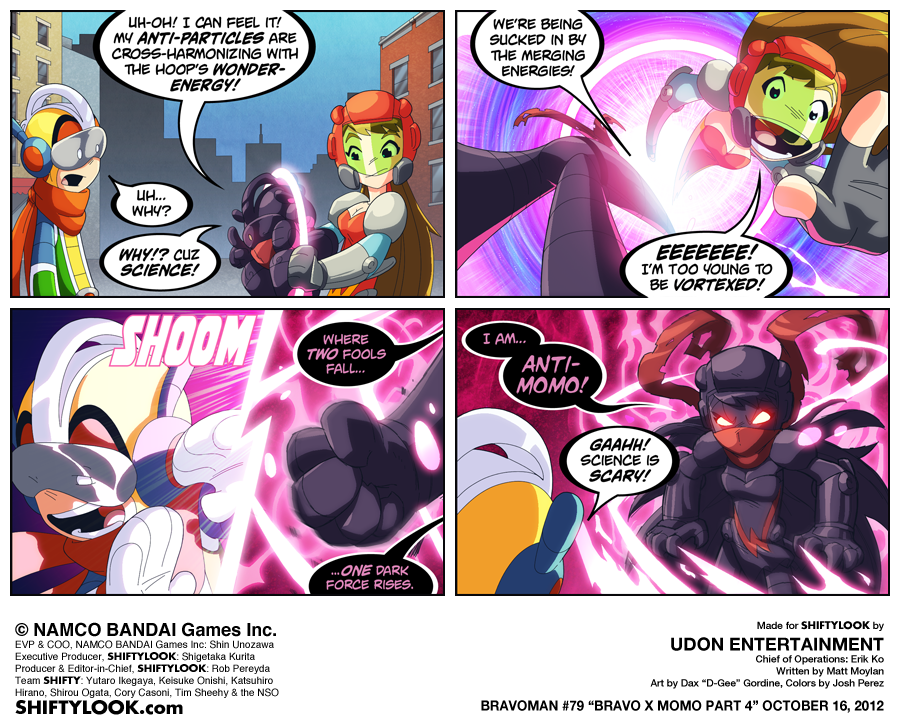 UH-OH! I CAN FEEL IT!
MY ANTI-PARTICLES ARE
CROSS-HARMONIZING WITH
THE HOOP'S WONDER-
ENERGY!
UH...
WHY?
WHY!? CUZ
SCIENCE!
WE'RE BEING
SUCKED IN BY
THE MERGING
ENERGIES!
EEEEEEE!
I'M TOO YOUNG TO
BE VORTEXED!
SHOOM
WHERE
TWO FOOLS
FALL...
...ONE DARK
FORCE RISES.
I AM...
ANTI-
MOMO!
GAAHH!
SCIENCE IS
SCARY!
© NAMCO BANDAI Games Inc.
EVP & COO, NAMCO BANDAI Games Inc: Shin Unozawa
Executive Producer, SHIFTYLOOK: Shigetaka Kurita
Producer & Editor-in-Chief, SHIFTYLOOK: Rob Pereyda
Team SHIFTY: Yutaro Ikegaya, Keisuke Onishi, Katsuhiro
Hirano, Shirou Ogata, Cory Casoni, Tim Sheehy & the NSO
SHIFTYLOOK.com
Made for SHIFTYLOOK by
UDON ENTERTAINMENT
Chief of Operations: Erik Ko
Written by Matt Moylan
Art by Dax "D-Gee" Gordine, Colors by Josh Perez
BRAVOMAN #79 "BRAVO X MOMO PART 4" OCTOBER 16, 2012